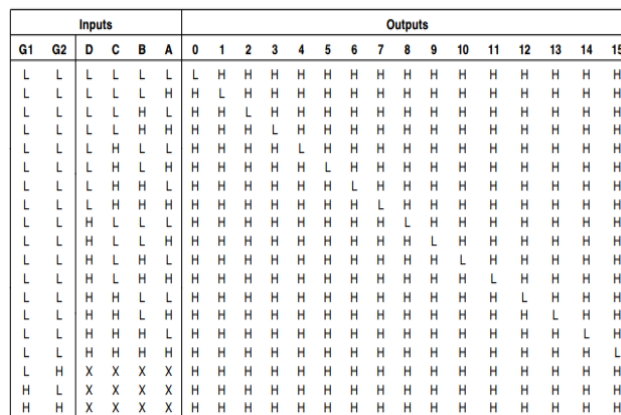 Inputs Outputs
G1 G2 D C B A 0 1 2 3 4 5 6 7 8 9 10 11 12 13 14 15
L L L L L L L H H H H H H H H H H H H H H H
L L L L L H H L H H H H H H H H H H H H H H
L L L L H L H H L H H H H H H H H H H H H H
L L L L H H H H H L H H H H H H H H H H H H
L L L H L L H H H H L H H H H H H H H H H H
L L L H L H H H H H H L H H H H H H H H H H
L L L H H L H H H H H H L H H H H H H H H H
L L L H H H H H H H H H H L H H H H H H H H
L L H L L L H H H H H H H H L H H H H H H H
L L H L L H H H H H H H H H H L H H H H H H
L L H L H L H H H H H H H H H H L H H H H H
L L H L H H H H H H H H H H H H H L H H H H
L L H H L L H H H H H H H H H H H H L H H H
L L H H L H H H H H H H H H H H H H H L H H
L L H H H L H H H H H H H H H H H H H H L H
L L H H H H H H H H H H H H H H H H H H H L
L H X X X X H H H H H H H H H H H H H H H H
H L X X X X H H H H H H H H H H H H H H H H
H H X X X X H H H H H H H H H H H H H H H H